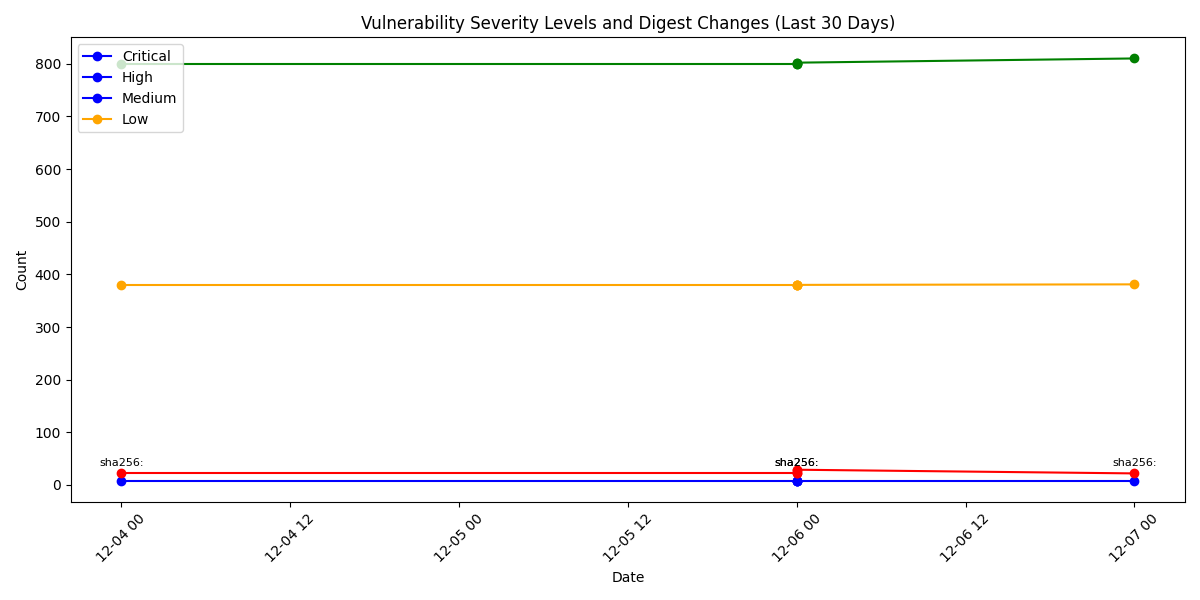 Vulnerability Severity Levels and Digest Changes (Last 30 Days)
Critical
High
Medium
Low
800
700
600
500
400
300
200
100
0
Count
sha256:
sha256:
sha256:
12-04 00
12-04 12
12-05 00
12-05 12
12-06 00
12-06 12
12-07 00
Date